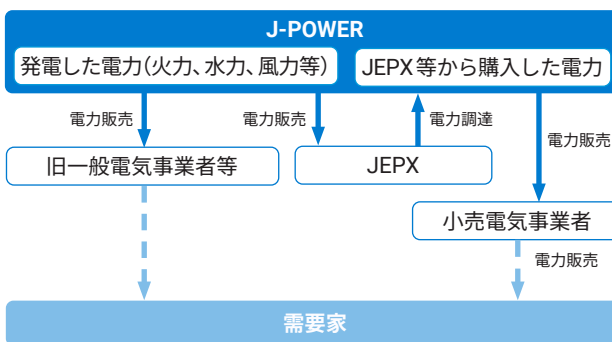 J-POWER
発電した電力(火力、水力、風力等)
JEPX等から購入した電力
電力販売
電力販売
電力調達
電力販売
旧一般電気事業者等
JEPX
小売電気事業者
電力販売
需要家